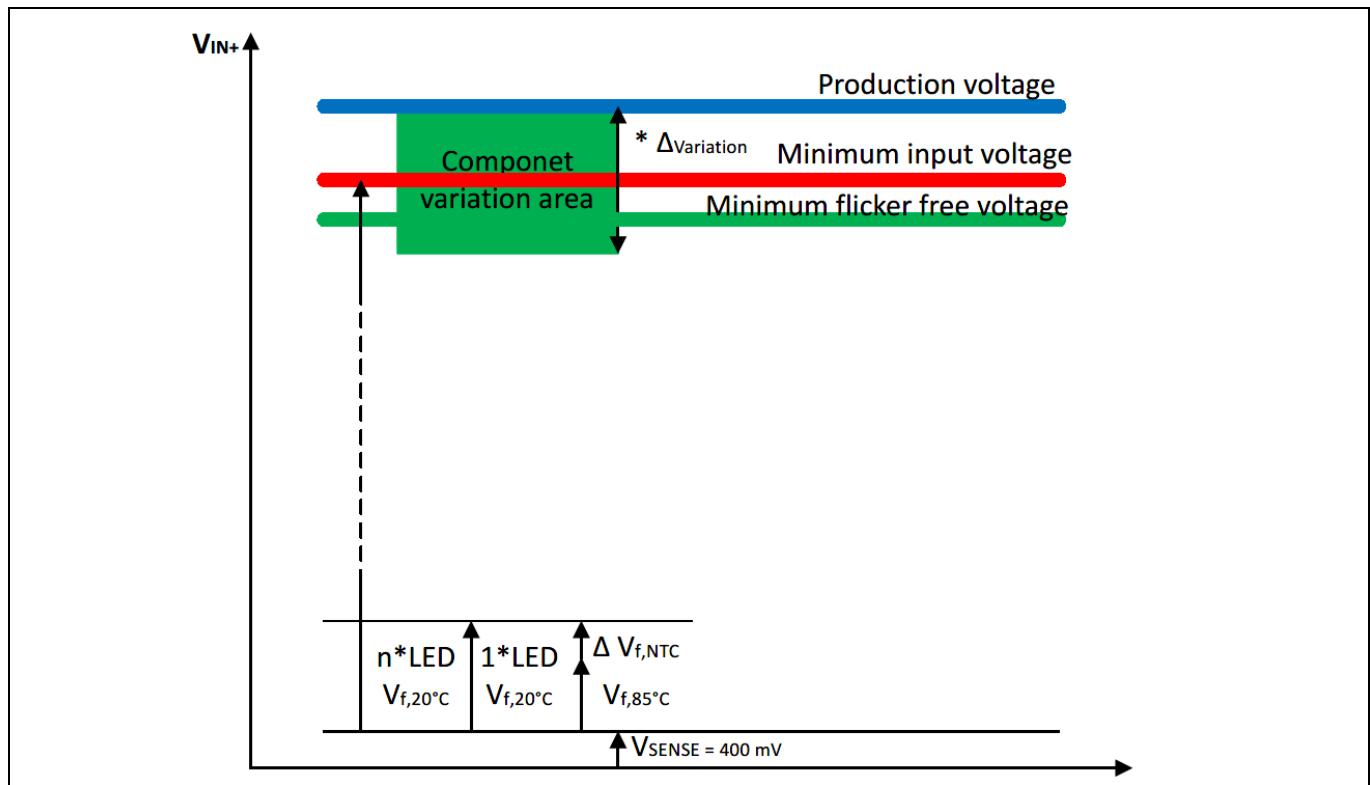 VIN+
Production voltage
* ΔVariation
Componet
variation area
Minimum input voltage
Minimum flicker free voltage
n*LED
Vf,20°C
1*LED
Vf,20°C
Δ Vf,NTC
Vf,85°C
VSENSE = 400 mV